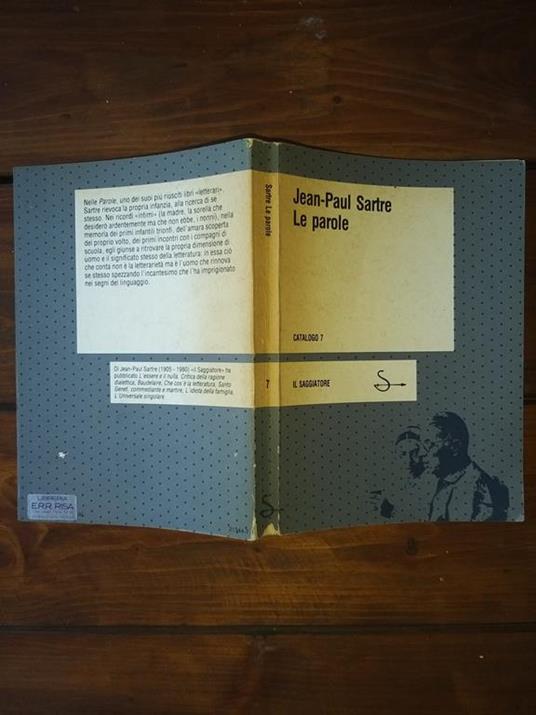 Nelle Parole, uno dei suoi più risolti libri «letterari»,
Sartre rievoca la propria infanzia, alla ricerca di se
stesso. Nei ricordi «intimi» (la madre, la sorella che
desiderò ardentemente ma che non ebbe, i nonni), nella
memoria dei primi infantili trionfi, dell'amara scoperta
del proprio volto, dei primi incontri con i compagni di
scuola, egli giunse a ritrovare la propria dimensione di
uomo e il significato stesso della letteratura: in essa ciò
che conta non è la letterarietà ma è l'uomo che rinnova
se stesso spezzando l'incantesimo che l'ha imprigionato
nei segni del linguaggio.
Di Jean-Paul Sartre (1905 - 1980) «Il Saggiatore» ha
pubblicato L'essere e il nulla, Critica della ragione
dialettica, Baudelaire, Che cos'è la letteratura, Santo
Genet, commediante e martire, L'idiota della famiglia,
L'Universale singolare
LIBRERIA
ERR RISA
Sartre Le parole
7
Jean-Paul Sartre
Le parole
CATALOGO 7
IL SAGGIATORE